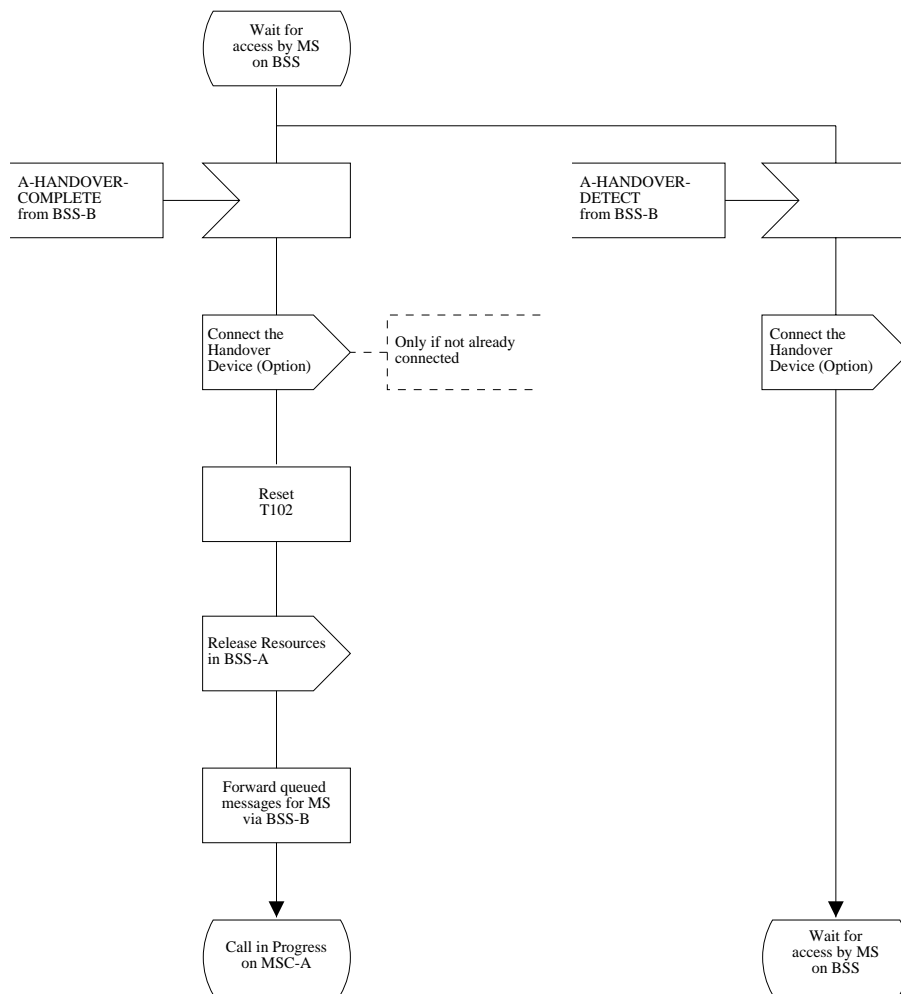 Wait for
access by MS
on BSS
A-HANDOVER-
COMPLETE
from BSS-B
A-HANDOVER-
DETECT
from BSS-B
Connect the
Handover
Device (Option)
Only if not already
connected
Connect the
Handover
Device (Option)
Reset
T102
Release Resources
in BSS-A
Forward queued
messages for MS
via BSS-B
Call in Progress
on MSC-A
Wait for
access by MS
on BSS